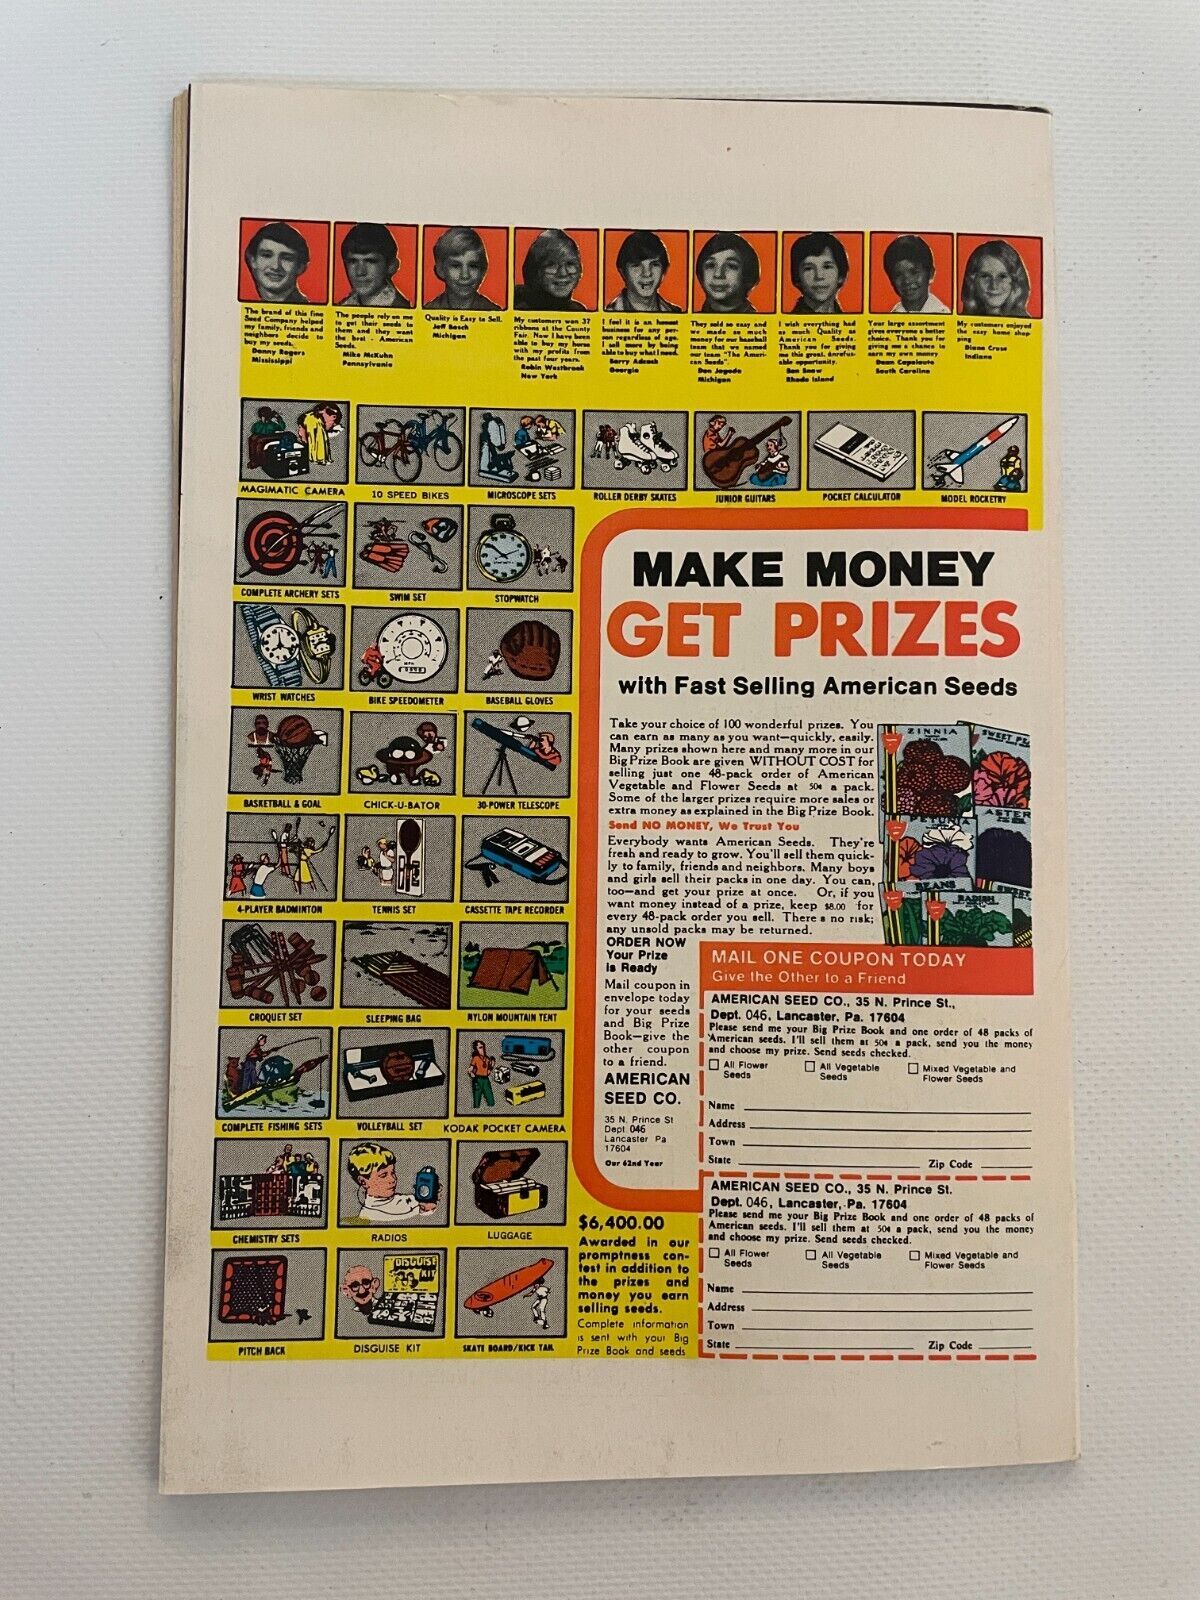 The brand of this fine
Seed Company helped
my family, friends and
neighbors decide to
buy my seeds.
Danny Rogers
Mississippi
The people rely on me
to get their seeds to
them and they want
the best - American
Seeds.
Mike McKuhn
Pennsylvania
Quality is Easy to Sell.
Jeff Basch
Michigan
My customers won 37
ribbons at the County
Fair. Now I have been
able to buy my horse
with my profits from
the past four years.
Robin Westbrook
New York
I feel it is an honest
business for any per-
son regardless of age.
I sell more by being
able to buy what I need.
Barry Adcock
Georgia
They sold so easy and
we made so much
money for our baseball
team that we named
our team "The Ameri-
can Seeds".
Dan Jagoda
Michigan
I wish everything had
as much Quality as
American Seeds.
Thank you for giving
me this great.
opportunity.
Ben Snow
Rhode Island
Your large assortment
gives everyone a better
choice. Thank you for
giving me a chance to
earn my own money
Dean Capalauto
South Carolina
My customers enjoyed
the easy home shop-
ping
Diane Cruse
Indiana
MAGIMATIC CAMERA
10 SPEED BIKES
MICROSCOPE SETS
ROLLER DERBY SKATES
JUNIOR GUITARS
POCKET CALCULATOR
MODEL ROCKETRY
COMPLETE ARCHERY SETS
SWIM SET
STOPWATCH
WRIST WATCHES
BIKE SPEEDOMETER
BASEBALL GLOVES
BASKETBALL & GOAL
CHICK-U-BATOR
30-POWER TELESCOPE
4-PLAYER BADMINTON
TENNIS SET
CASSETTE TAPE RECORDER
CROQUET SET
SLEEPING BAG
NYLON MOUNTAIN TENT
COMPLETE FISHING SETS
VOLLEYBALL SET
KODAK POCKET CAMERA
CHEMISTRY SETS
RADIOS
LUGGAGE
DISGUISE
KIT
PITCH BACK
DISGUISE KIT
SKATE BOARD/KICK TAIL
MAKE MONEY
GET PRIZES
with Fast Selling American Seeds
Take your choice of 100 wonderful prizes. You
can earn as many as you want—quickly, easily.
Many prizes shown here and many more in our
Big Prize Book are given WITHOUT COST for
selling just one 48-pack order of American
Vegetable and Flower Seeds at 50¢ a pack.
Some of the larger prizes require more sales or
extra money as explained in the Big Prize Book.
Send NO MONEY, We Trust You
Everybody wants American Seeds. They're
fresh and ready to grow. You'll sell them quick-
ly to family, friends and neighbors. Many boys
and girls sell their packs in one day. You can,
too—and get your prize at once. Or, if you
want money instead of a prize, keep $8.00 for
every 48-pack order you sell. There s no risk;
any unsold packs may be returned.
ZINNIA
SWEET PE
PETUNIA
ASTER
BEANS
RADISH
SWEET
ORDER NOW
Your Prize
Is Ready
Mail coupon in
envelope today
for your seeds
and Big Prize
Book—give the
other coupon
to a friend.
AMERICAN
SEED CO.
35 N. Prince St
Dept 046
Lancaster Pa
17604
Our 62nd Year
MAIL ONE COUPON TODAY
Give the Other to a Friend
AMERICAN SEED CO., 35 N. Prince St.,
Dept. 046, Lancaster, Pa. 17604
Please send me your Big Prize Book and one order of 48 packs of
American seeds. I'll sell them at 50¢ a pack, send you the money
and choose my prize. Send seeds checked.
All Flower
Seeds
All Vegetable
Seeds
Mixed Vegetable and
Flower Seeds
Name
Address
Town
State Zip Code
AMERICAN SEED CO., 35 N. Prince St.
Dept. 046, Lancaster, Pa. 17604
Please send me your Big Prize Book and one order of 48 packs of
American seeds. I'll sell them at 50¢ a pack, send you the money
and choose my prize. Send seeds checked.
All Flower
Seeds
All Vegetable
Seeds
Mixed Vegetable and
Flower Seeds
Name
Address
Town
State Zip Code
$6,400.00
Awarded in our
promptness con-
test in addition to
the prizes and
money you earn
selling seeds.
Complete information
is sent with your Big
Prize Book and seeds